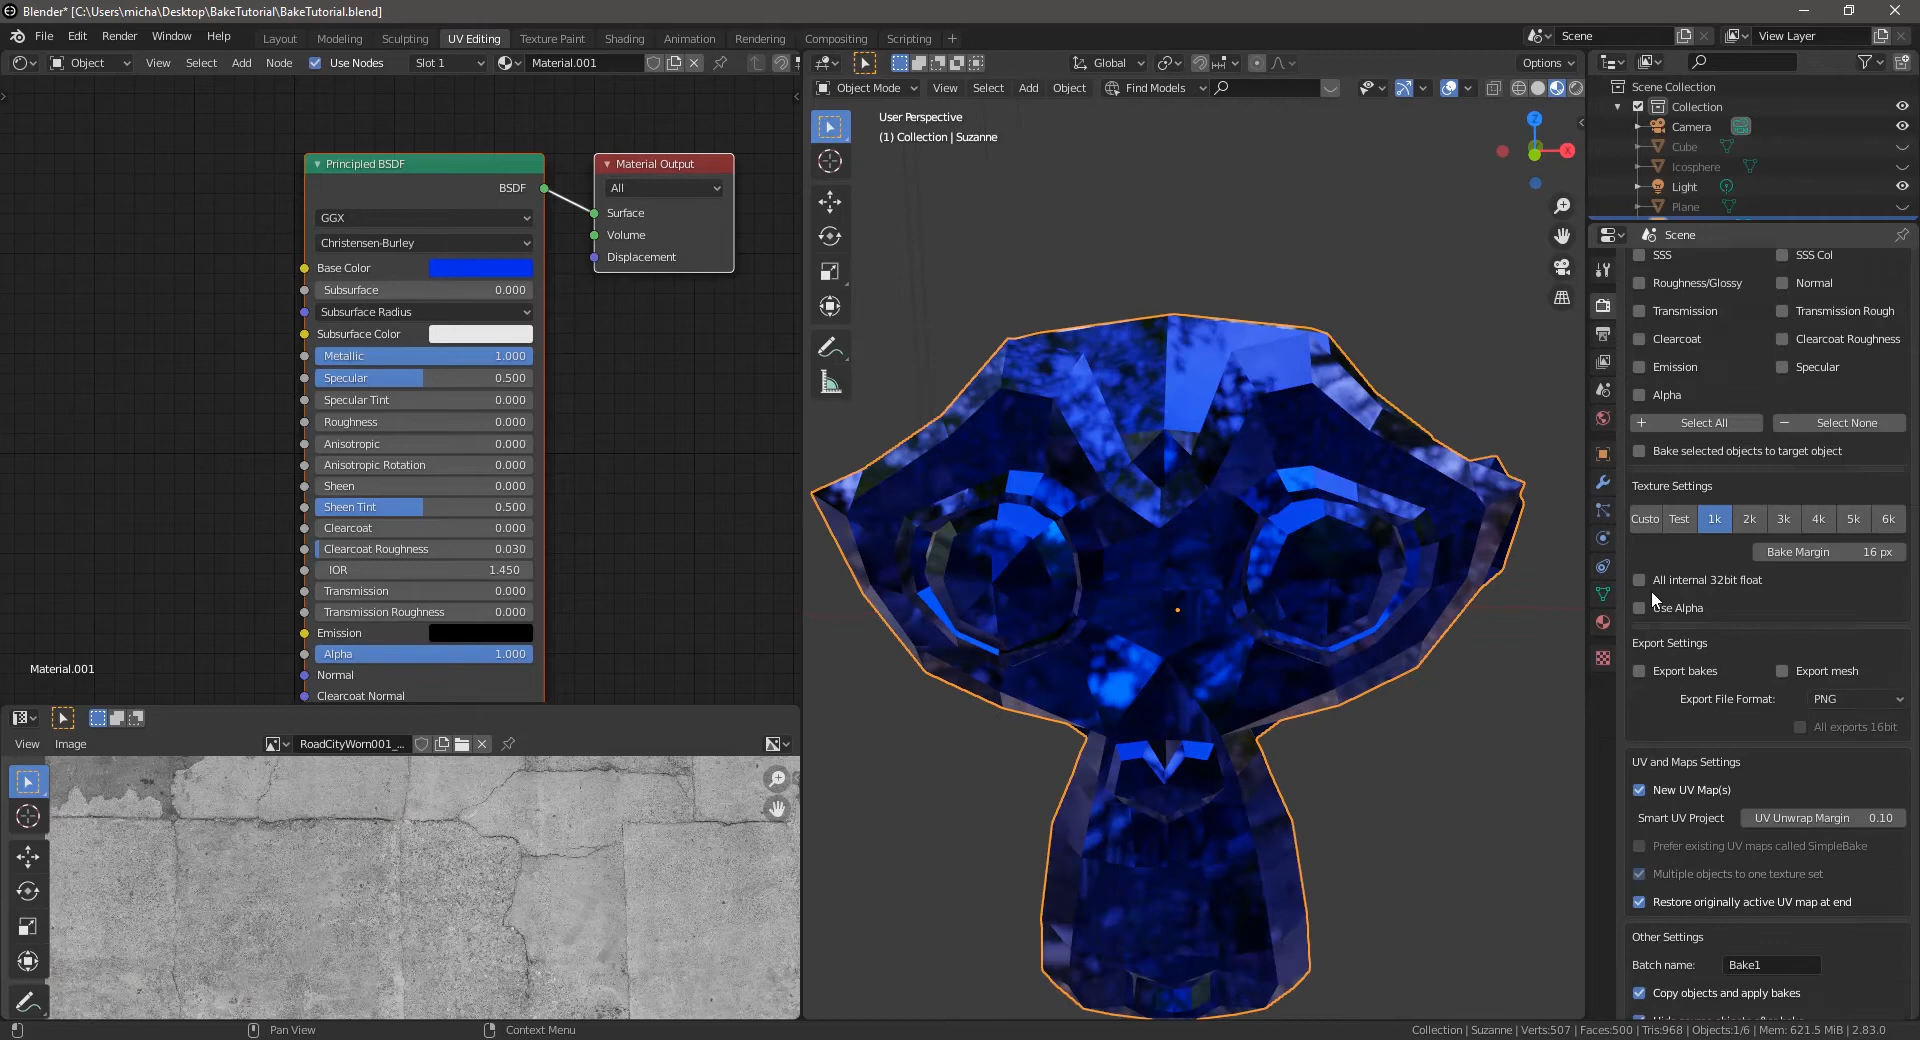 Blender* [C:\Users\micha\Desktop\BakeTutorial\BakeTutorial.blend]
File Edit Render Window Help
Layout Modeling Sculpting UV Editing Texture Paint Shading Animation Rendering Compositing Scripting +
Scene
View Layer
Object View Select Add Node Use Nodes Slot 1 Material.001
Global
Options
Object Mode View Select Add Object Find Models
User Perspective
(1) Collection | Suzanne
Z
X
Scene Collection
Collection
Camera
Cube
Icosphere
Light
Plane
Principled BSDF
BSDF
GGX
Christensen-Burley
Base Color
Subsurface 0.000
Subsurface Radius
Subsurface Color
Metallic 1.000
Specular 0.500
Specular Tint 0.000
Roughness 0.000
Anisotropic 0.000
Anisotropic Rotation 0.000
Sheen 0.000
Sheen Tint 0.500
Clearcoat 0.000
Clearcoat Roughness 0.030
IOR 1.450
Transmission 0.000
Transmission Roughness 0.000
Emission
Alpha 1.000
Normal
Clearcoat Normal
Material Output
All
Surface
Volume
Displacement
Material.001
View Image RoadCityWorn001_...
Scene
SSS SSS Col
Roughness/Glossy Normal
Transmission Transmission Rough
Clearcoat Clearcoat Roughness
Emission Specular
Alpha
Select All Select None
Bake selected objects to target object
Texture Settings
Custo Test 1k 2k 3k 4k 5k 6k
Bake Margin 16 px
All internal 32bit float
Alpha
Export Settings
Export bakes Export mesh
Export File Format: PNG
All exports 16bit
UV and Maps Settings
New UV Map(s)
Smart UV Project UV Unwrap Margin 0.10
Prefer existing UV maps called SimpleBake
Multiple objects to one texture set
Restore originally active UV map at end
Other Settings
Batch name: Bake1
Copy objects and apply bakes
Pan View Context Menu
Collection | Suzanne | Verts:507 | Faces:500 | Tris:968 | Objects:1/6 | Mem: 621.5 MiB | 2.83.0